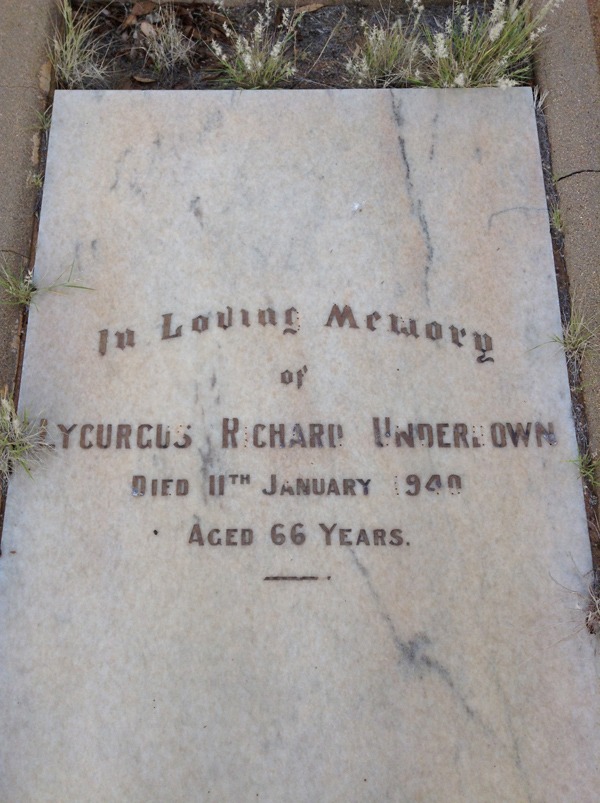 In Loving Memory
of
LYCURGUS RICHARD UNDERDOWN
DIED 11TH JANUARY 1940
AGED 66 YEARS.